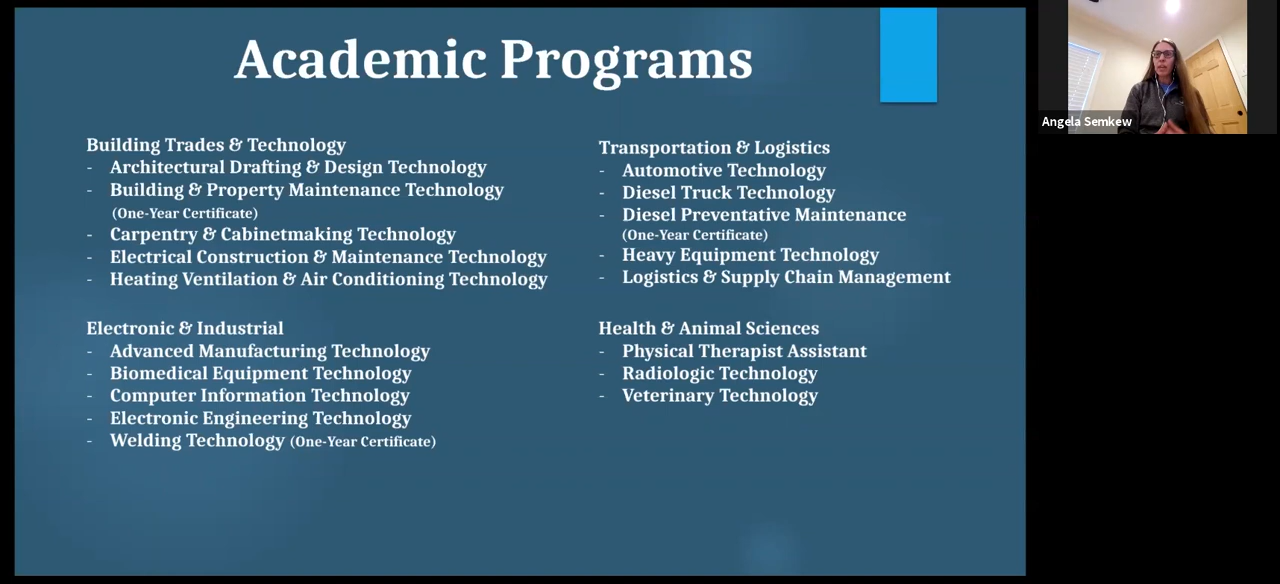 Academic Programs
Building Trades & Technology
- Architectural Drafting & Design Technology
- Building & Property Maintenance Technology
(One-Year Certificate)
- Carpentry & Cabinetmaking Technology
- Electrical Construction & Maintenance Technology
- Heating Ventilation & Air Conditioning Technology
Electronic & Industrial
- Advanced Manufacturing Technology
- Biomedical Equipment Technology
- Computer Information Technology
- Electronic Engineering Technology
- Welding Technology (One-Year Certificate)
Transportation & Logistics
- Automotive Technology
- Diesel Truck Technology
- Diesel Preventative Maintenance
(One-Year Certificate)
- Heavy Equipment Technology
- Logistics & Supply Chain Management
Health & Animal Sciences
- Physical Therapist Assistant
- Radiologic Technology
- Veterinary Technology
Angela Semkew